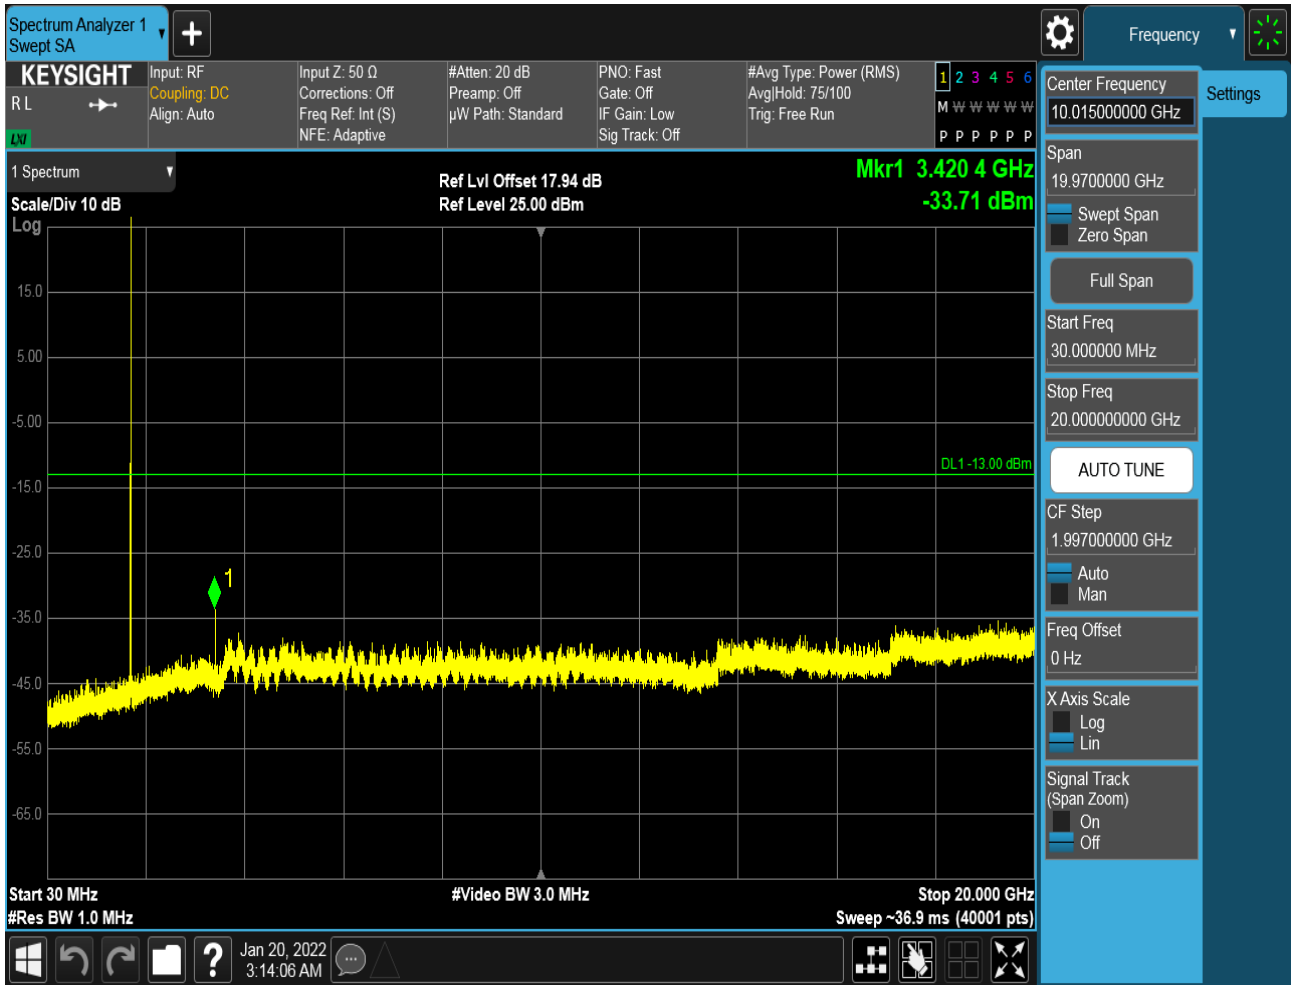 Spectrum Analyzer 1
Swept SA
Frequency
KEYSIGHT
R L
LXI
Input: RF
Coupling: DC
Align: Auto
Input Z: 50 Ω
Corrections: Off
Freq Ref: Int (S)
NFE: Adaptive
#Atten: 20 dB
Preamp: Off
µW Path: Standard
PNO: Fast
Gate: Off
IF Gain: Low
Sig Track: Off
#Avg Type: Power (RMS)
Avg|Hold: 75/100
Trig: Free Run
1 2 3 4 5 6
M W W W W W
P P P P P P
1 Spectrum
Scale/Div 10 dB
Log
Ref Lvl Offset 17.94 dB
Ref Level 25.00 dBm
Mkr1 3.420 4 GHz
-33.71 dBm
15.0
5.00
-5.00
DL1 -13.00 dBm
-15.0
-25.0
1
-35.0
-45.0
-55.0
-65.0
Start 30 MHz
#Video BW 3.0 MHz
Stop 20.000 GHz
#Res BW 1.0 MHz
Sweep ~36.9 ms (40001 pts)
Jan 20, 2022
3:14:06 AM
?
Center Frequency
10.015000000 GHz
Settings
Span
19.9700000 GHz
Swept Span
Zero Span
Full Span
Start Freq
30.000000 MHz
Stop Freq
20.000000000 GHz
AUTO TUNE
CF Step
1.997000000 GHz
Auto
Man
Freq Offset
0 Hz
X Axis Scale
Log
Lin
Signal Track
(Span Zoom)
On
Off